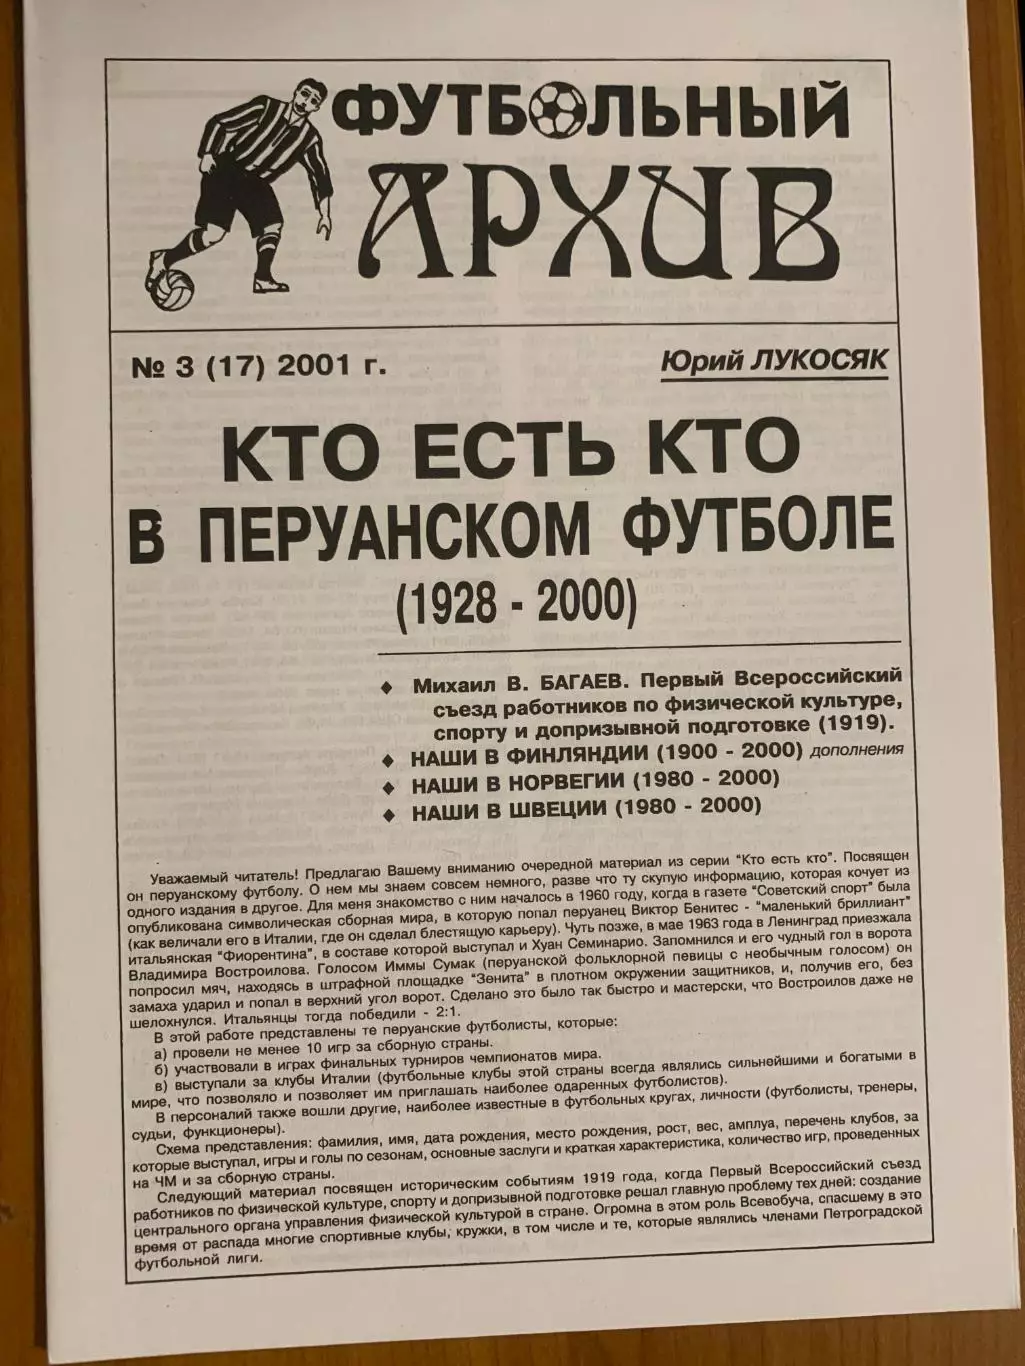 ФУТБОЛЬНЫЙ
АРХИВ
№ 3 (17) 2001 г.
Юрий ЛУКОСЯК
КТО ЕСТЬ КТО
В ПЕРУАНСКОМ ФУТБОЛЕ
(1928 - 2000)
♦ Михаил В. БАГАЕВ. Первый Всероссийский
съезд работников по физической культуре,
спорту и допризывной подготовке (1919).
♦ НАШИ В ФИНЛЯНДИИ (1900 - 2000) дополнения
♦ НАШИ В НОРВЕГИИ (1980 - 2000)
♦ НАШИ В ШВЕЦИИ (1980 - 2000)
Уважаемый читатель! Предлагаю Вашему вниманию очередной материал из серии "Кто есть кто". Посвящен
он перуанскому футболу. О нем мы знаем совсем немного, разве что ту скупую информацию, которая кочует из
одного издания в другое. Для меня знакомство с ним началось в 1960 году, когда в газете "Советский спорт" была
опубликована символическая сборная мира, в которую попал перуанец Виктор Бенитес - "маленький бриллиант"
(как величали его в Италии, где он сделал блестящую карьеру). Чуть позже, в мае 1963 года в Ленинград приезжала
итальянская "Фиорентина", в составе которой выступал и Хуан Семинарио. Запомнился и его чудный гол в ворота
Владимира Востроилова. Голосом Иммы Сумак (перуанской фольклорной певицы с необычным голосом) он
попросил мяч, находясь в штрафной площадке "Зенита" в плотном окружении защитников, и, получив его, без
замаха ударил и попал в верхний угол ворот. Сделано это было так быстро и мастерски, что Востроилов даже не
шелохнулся. Итальянцы тогда победили - 2:1.
В этой работе представлены те перуанские футболисты, которые:
а) провели не менее 10 игр за сборную страны.
б) участвовали в играх финальных турниров чемпионатов мира.
в) выступали за клубы Италии (футбольные клубы этой страны всегда являлись сильнейшими и богатыми в
мире, что позволяло и позволяет им приглашать наиболее одаренных футболистов).
В персоналий также вошли другие, наиболее известные в футбольных кругах, личности (футболисты, тренеры,
судьи, функционеры).
Схема представления: фамилия, имя, дата рождения, место рождения, рост, вес, амплуа, перечень клубов, за
которые выступал, игры и голы по сезонам, основные заслуги и краткая характеристика, количество игр, проведенных
на ЧМ и за сборную страны.
Следующий материал посвящен историческим событиям 1919 года, когда Первый Всероссийский съезд
работников по физической культуре, спорту и допризывной подготовке решал главную проблему тех дней: создание
центрального органа управления физической культурой в стране. Огромна в этом роль Всевобуча, спасшему в это
время от распада многие спортивные клубы, кружки, в том числе и те, которые являлись членами Петроградской
футбольной лиги.